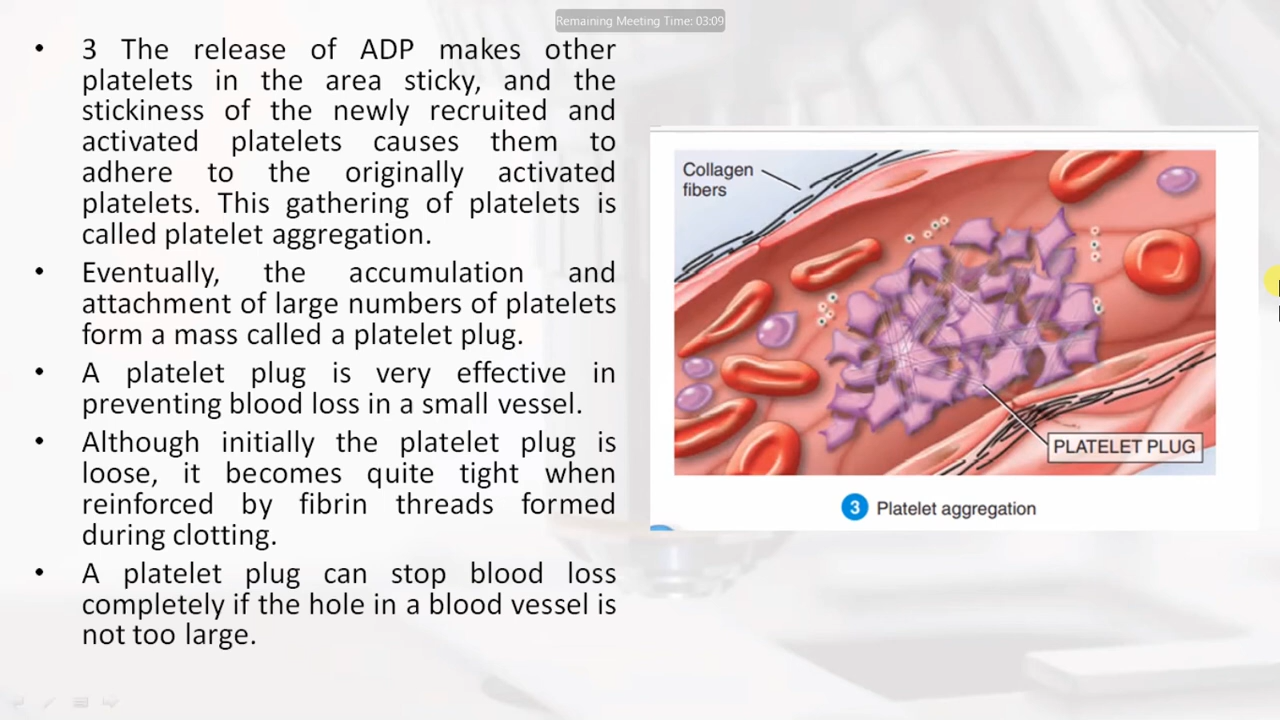 Remaining Meeting Time: 03:09
• 3 The release of ADP makes other
platelets in the area sticky, and the
stickiness of the newly recruited and
activated platelets causes them to
adhere to the originally activated
platelets. This gathering of platelets is
called platelet aggregation.
• Eventually, the accumulation and
attachment of large numbers of platelets
form a mass called a platelet plug.
• A platelet plug is very effective in
preventing blood loss in a small vessel.
• Although initially the platelet plug is
loose, it becomes quite tight when
reinforced by fibrin threads formed
during clotting.
• A platelet plug can stop blood loss
completely if the hole in a blood vessel is
not too large.
Collagen
fibers
PLATELET PLUG
3 Platelet aggregation